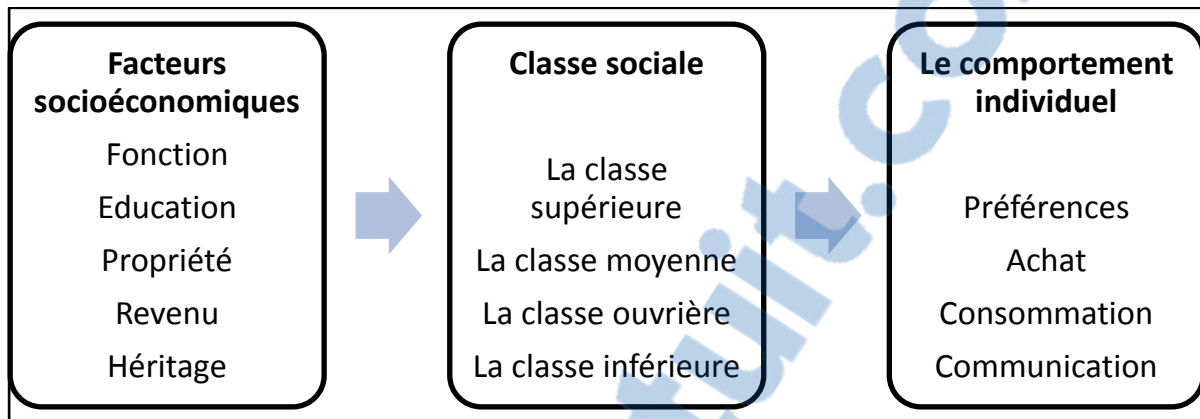 Facteurs
socioéconomiques
Fonction
Education
Propriété
Revenu
Héritage
Classe sociale
La classe
supérieure
La classe moyenne
La classe ouvrière
La classe inférieure
Le comportement
individuel
Préférences
Achat
Consommation
Communication